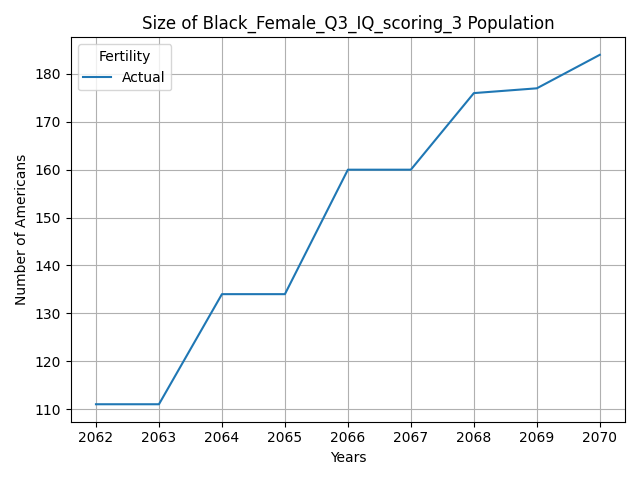 Size of Black_Female_Q3_IQ_scoring_3 Population
Fertility
Actual
Number of Americans
180
170
160
150
140
130
120
110
2062 2063 2064 2065 2066 2067 2068 2069 2070
Years